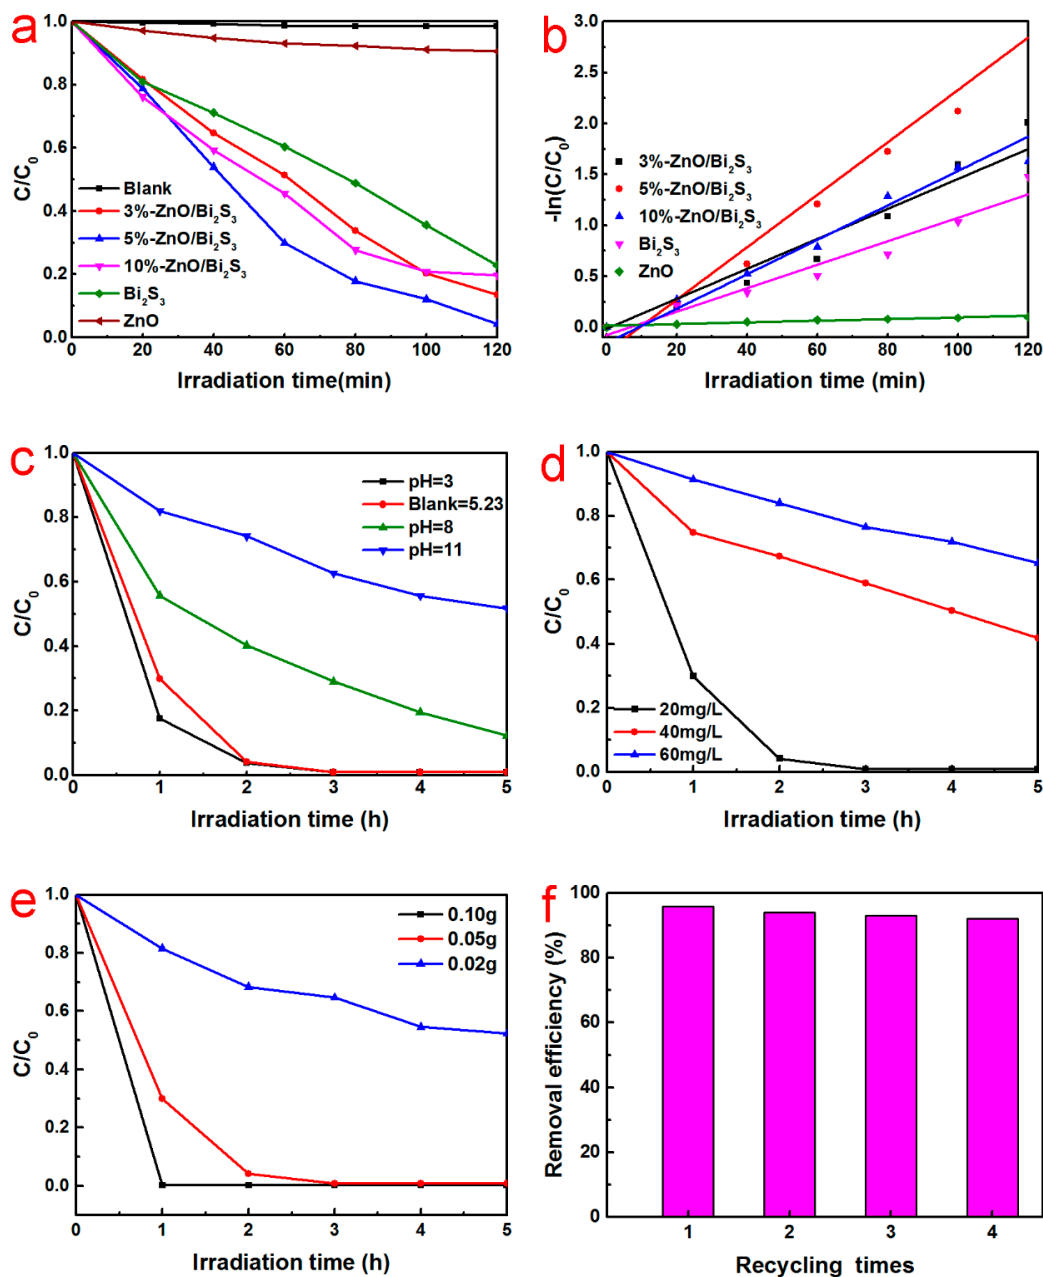 a
C/C₀
1.0
0.8
0.6
0.4
0.2
0.0
Blank
3%-ZnO/Bi₂S₃
5%-ZnO/Bi₂S₃
10%-ZnO/Bi₂S₃
Bi₂S₃
ZnO
0 20 40 60 80 100 120
Irradiation time(min)
b
-ln(C/C₀)
3.0
2.5
2.0
1.5
1.0
0.5
0.0
3%-ZnO/Bi₂S₃
5%-ZnO/Bi₂S₃
10%-ZnO/Bi₂S₃
Bi₂S₃
ZnO
0 20 40 60 80 100 120
Irradiation time (min)
c
C/C₀
1.0
0.8
0.6
0.4
0.2
0.0
pH=3
Blank=5.23
pH=8
pH=11
0 1 2 3 4 5
Irradiation time (h)
d
C/C₀
1.0
0.8
0.6
0.4
0.2
0.0
20mg/L
40mg/L
60mg/L
0 1 2 3 4 5
Irradiation time (h)
e
C/C₀
1.0
0.8
0.6
0.4
0.2
0.0
0.10g
0.05g
0.02g
0 1 2 3 4 5
Irradiation time (h)
f
Removal efficiency (%)
100
80
60
40
20
0
1 2 3 4
Recycling times